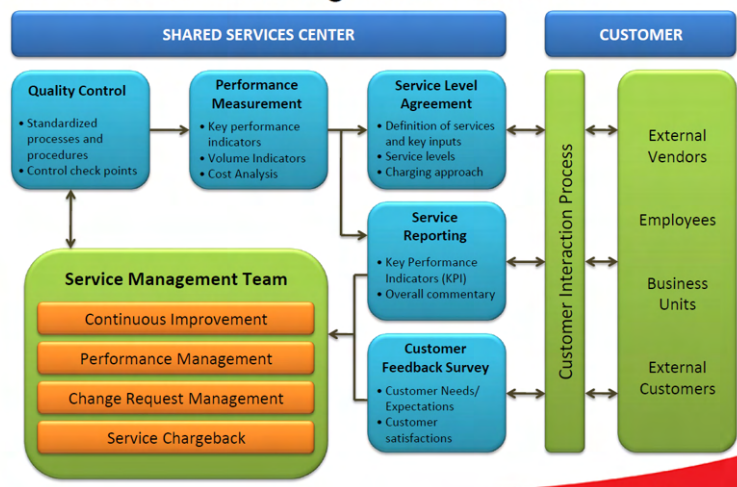 SHARED SERVICES CENTER
CUSTOMER
Quality Control
• Standardized
processes and
procedures
• Control check points
Performance
Measurement
• Key performance
indicators
• Volume Indicators
• Cost Analysis
Service Level
Agreement
• Definition of services
and key inputs
• Service levels
• Charging approach
Service
Reporting
• Key Performance
Indicators (KPI)
• Overall commentary
Customer
Feedback Survey
• Customer Needs/
Expectations
• Customer
satisfactions
Service Management Team
Continuous Improvement
Performance Management
Change Request Management
Service Chargeback
Customer Interaction Process
External
Vendors
Employees
Business
Units
External
Customers